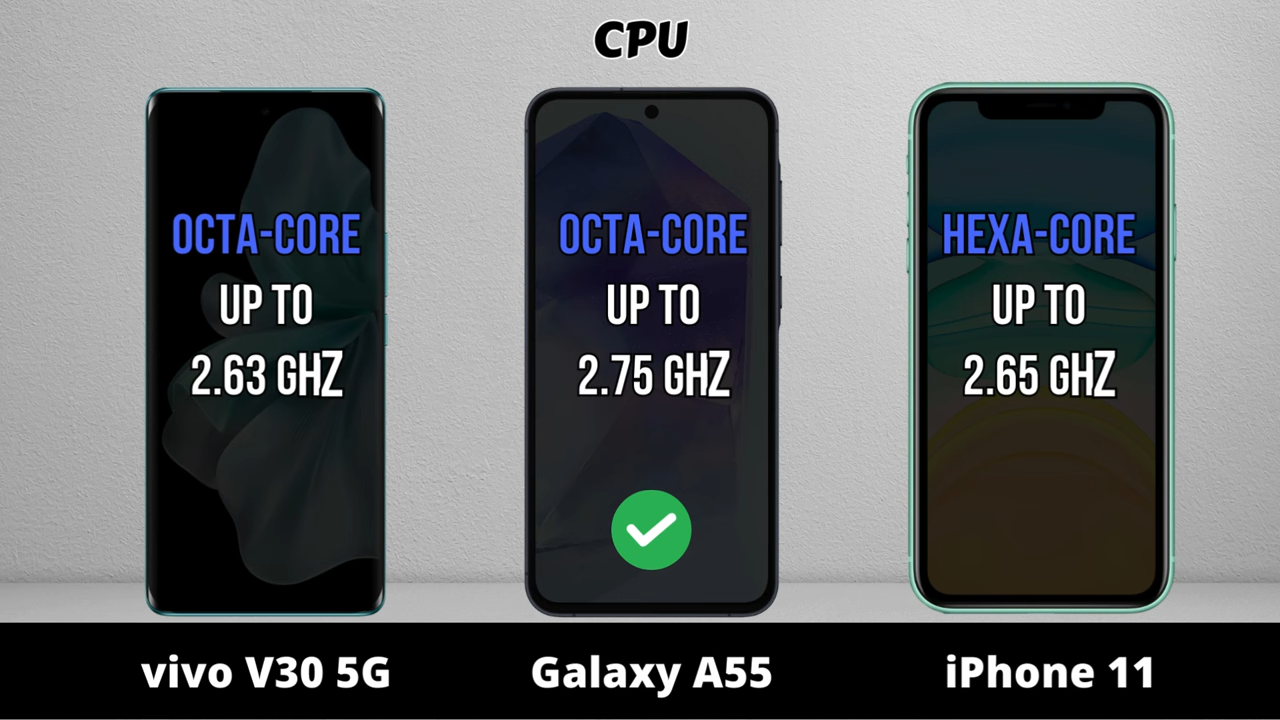 CPU
OCTA-CORE
UP TO
2.63 GHZ
OCTA-CORE
UP TO
2.75 GHZ
HEXA-CORE
UP TO
2.65 GHZ
vivo V30 5G
Galaxy A55
iPhone 11